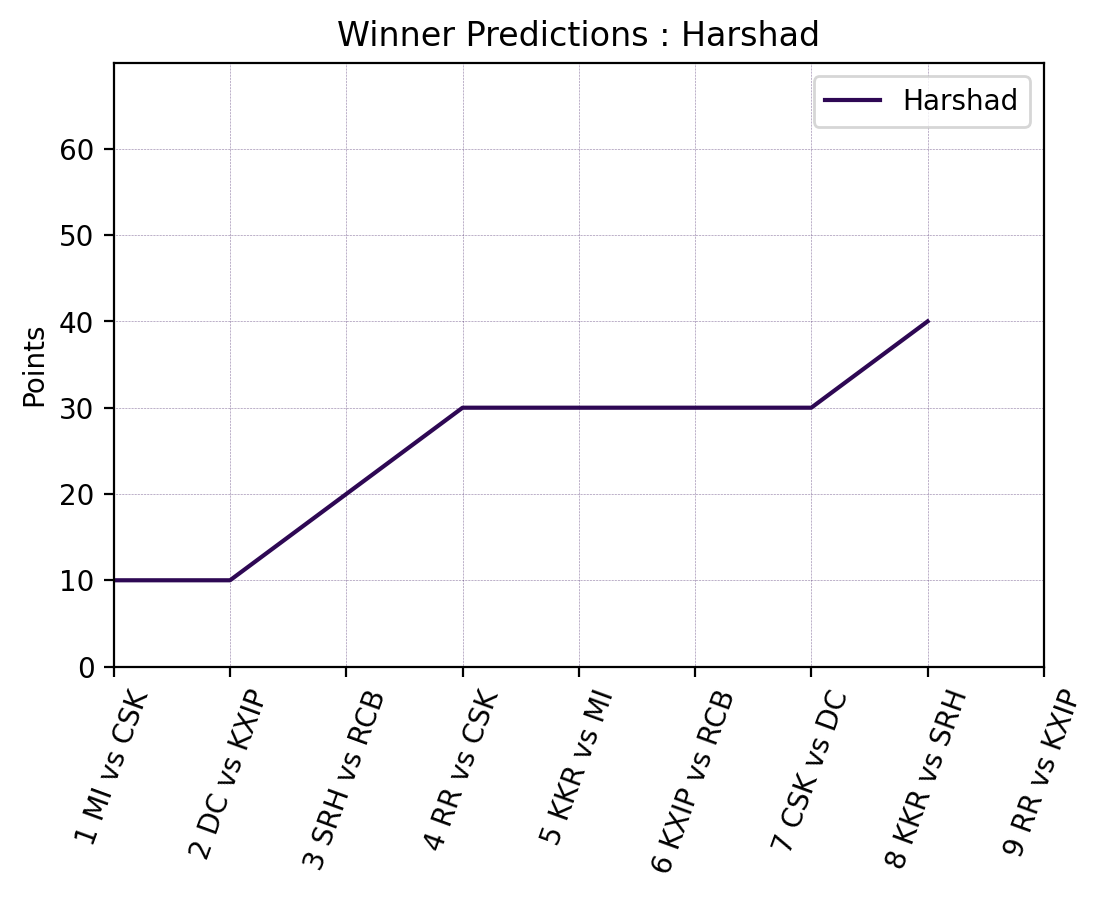 Winner Predictions : Harshad
Harshad
Points
60
50
40
30
20
10
0
1 MI vs CSK
2 DC vs KXIP
3 SRH vs RCB
4 RR vs CSK
5 KKR vs MI
6 KXIP vs RCB
7 CSK vs DC
8 KKR vs SRH
9 RR vs KXIP